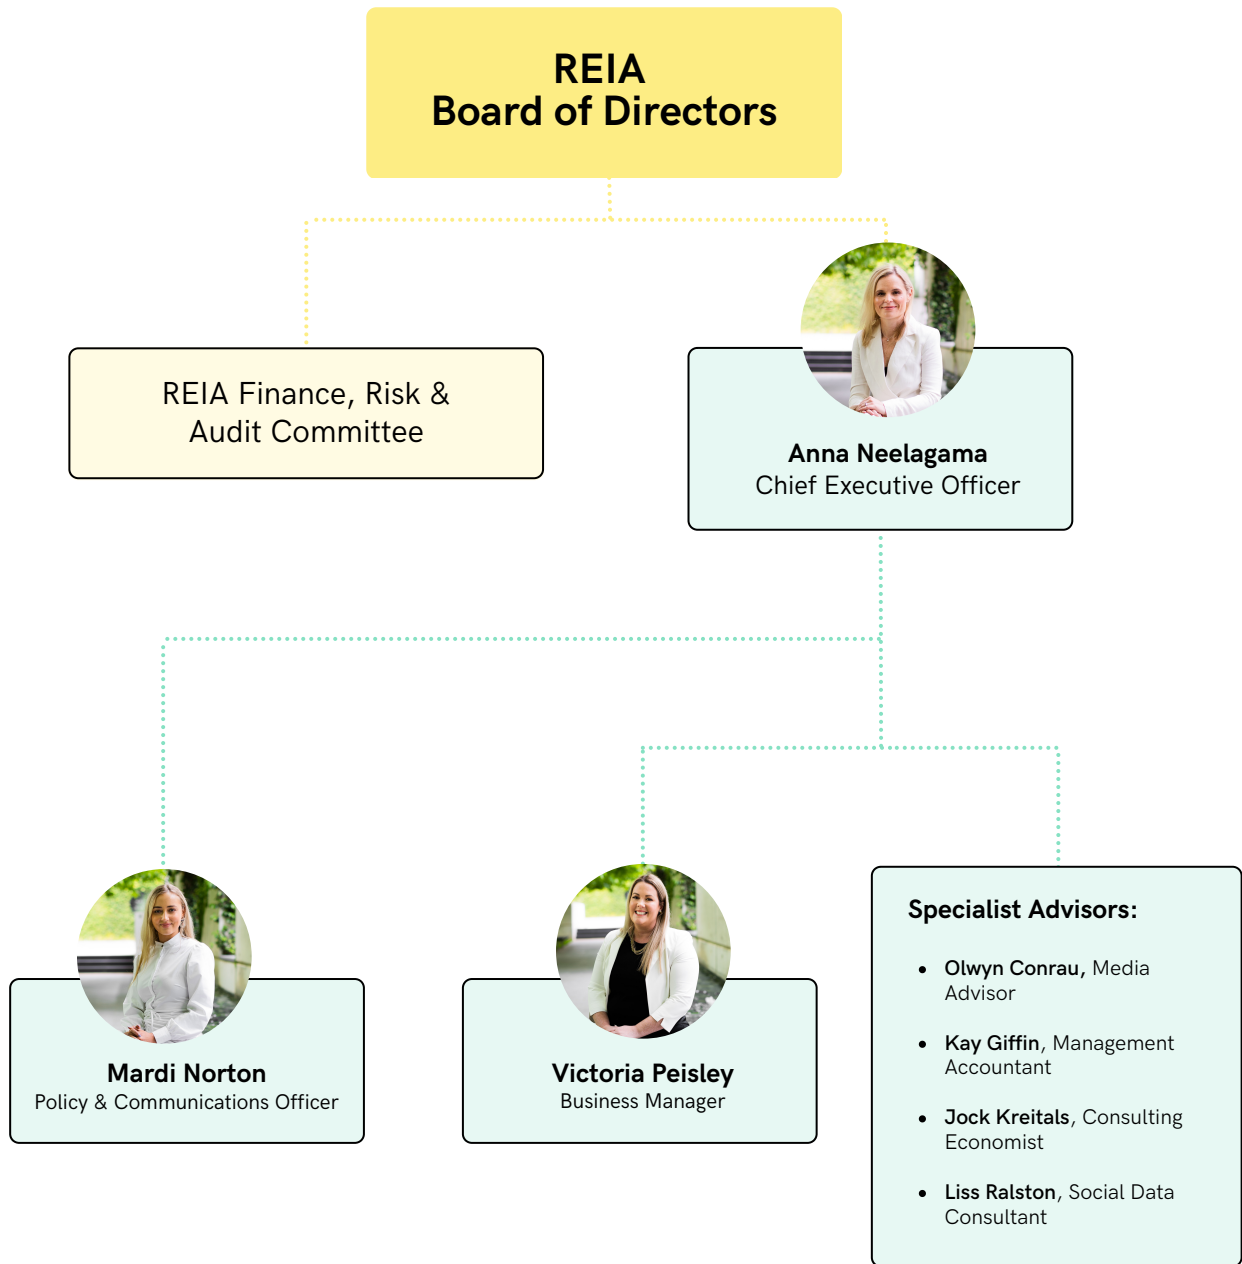 REIA
Board of Directors
REIA Finance, Risk &
Audit Committee
Anna Neelagama
Chief Executive Officer
Mardi Norton
Policy & Communications Officer
Victoria Peisley
Business Manager
Specialist Advisors:
• Olwyn Conrau, Media
Advisor
• Kay Giffin, Management
Accountant
• Jock Kreitals, Consulting
Economist
• Liss Ralston, Social Data
Consultant